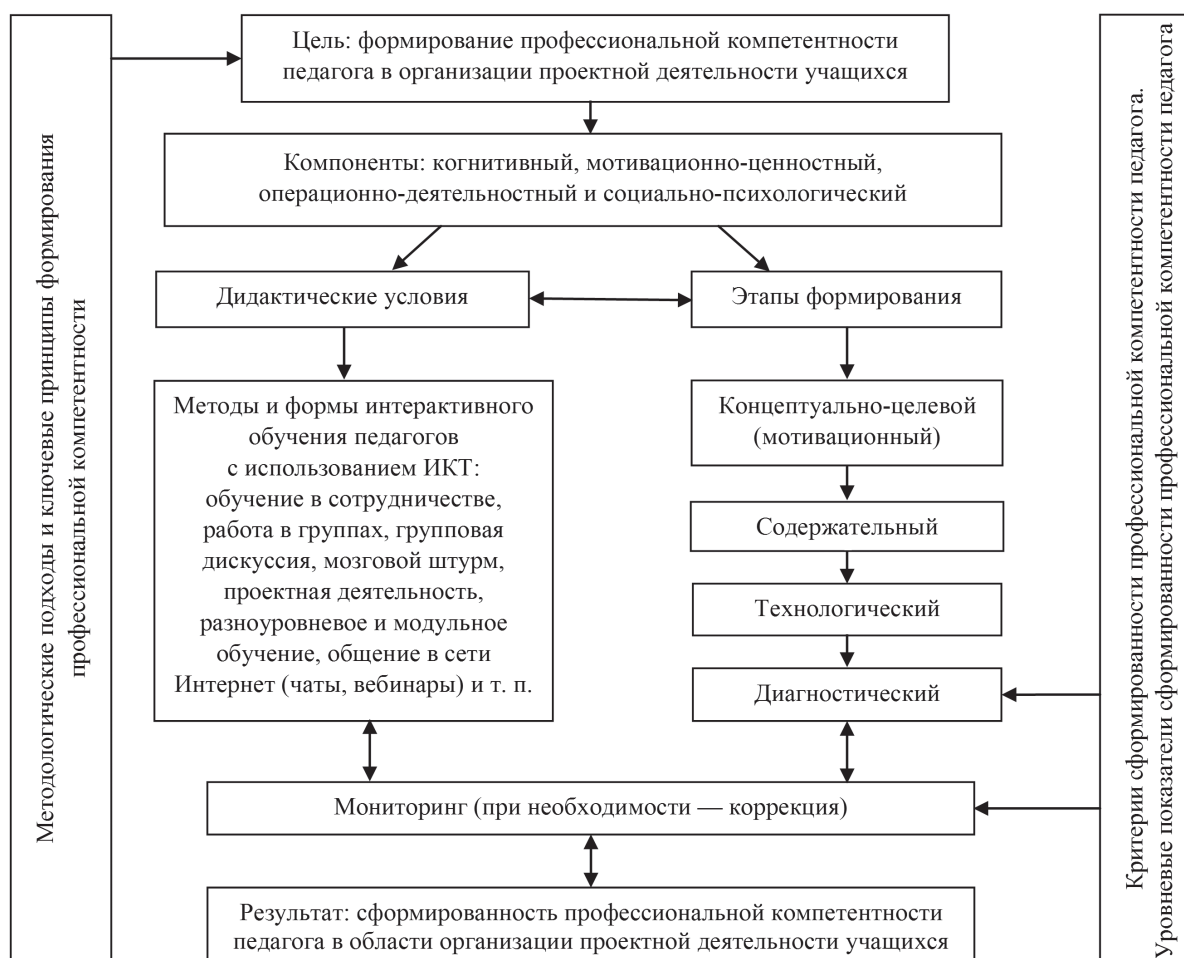 Методологические подходы и ключевые принципы формирования
профессиональной компетентности
Цель: формирование профессиональной компетентности
педагога в организации проектной деятельности учащихся
Компоненты: когнитивный, мотивационно-ценностный,
операционно-деятельностный и социально-психологический
Дидактические условия
Этапы формирования
Методы и формы интерактивного
обучения педагогов
с использованием ИКТ:
обучение в сотрудничестве,
работа в группах, групповая
дискуссия, мозговой штурм,
проектная деятельность,
разноуровневое и модульное
обучение, общение в сети
Интернет (чаты, вебинары) и т. п.
Концептуально-целевой
(мотивационный)
Содержательный
Технологический
Диагностический
Мониторинг (при необходимости — коррекция)
Результат: сформированность профессиональной компетентности
педагога в области организации проектной деятельности учащихся
Критерии сформированности профессиональной компетентности педагога.
Уровневые показатели сформированности профессиональной компетентности педагога